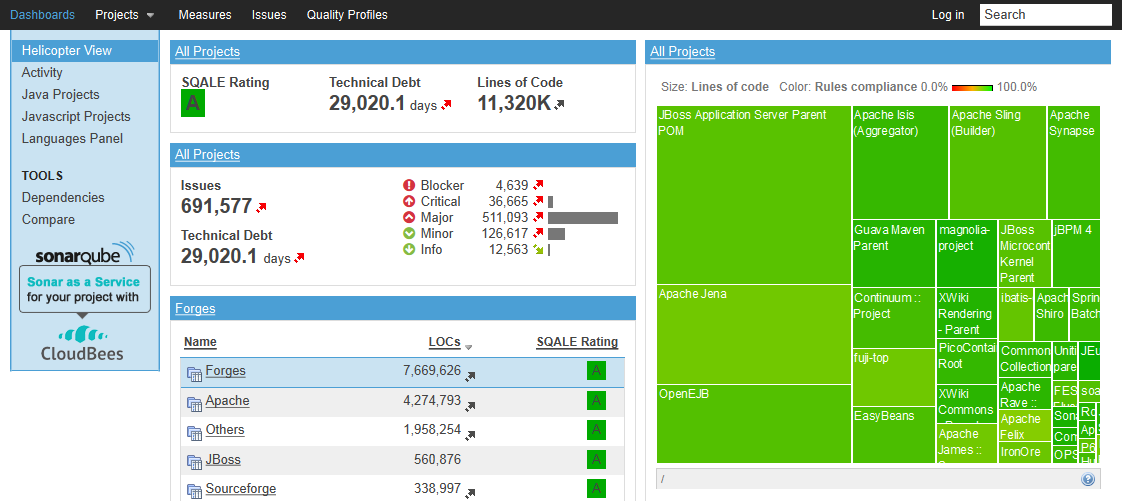 Dashboards Projects Measures Issues Quality Profiles Log in Search
Helicopter View
Activity
Java Projects
Javascript Projects
Languages Panel
TOOLS
Dependencies
Compare
sonarqube
Sonar as a Service
for your project with
CloudBees
All Projects
SQALE Rating Technical Debt Lines of Code
A 29,020.1 days 11,320K
All Projects
Issues
691,577
Technical Debt
29,020.1 days
Blocker 4,639
Critical 36,665
Major 511,093
Minor 126,617
Info 12,563
Forges
Name LOCs SQALE Rating
Forges 7,669,626 A
Apache 4,274,793 A
Others 1,958,254 A
JBoss 560,876 A
Sourceforge 338,997 A
All Projects
Size: Lines of code Color: Rules compliance 0.0% 100.0%
JBoss Application Server Parent
POM
Apache Jena
OpenEJB
Apache Isis
(Aggregator)
Apache Sling
(Builder)
Apache
Synapse
Guava Maven
Parent
magnolia-
project
JBoss
Microcont
Kernel
Parent
jBPM 4
Continuum ::
Project
XWiki
Rendering
- Parent
ibatis-
Apach
Shiro
Sprin
Batch
fuji-top
PicoContai
Root
Common
Collection
Uniti
pare
JEu
EasyBeans
XWiki
Commons
Apache
Rave ::
FES
soa
Apache
James ::
Apache
Felix
IronOre
Sona
Com
OPS
Ro
Ap
P6
/
?